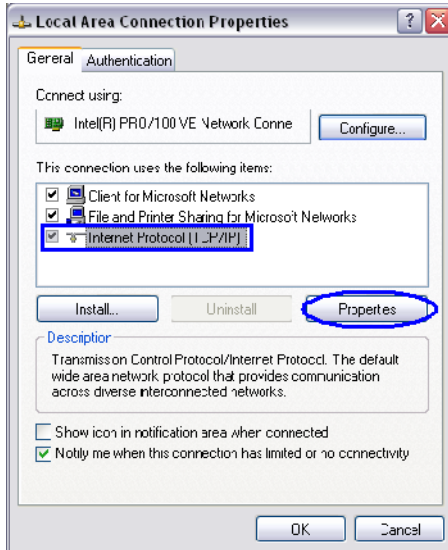 Local Area Connection Properties
General Authentication
Connect using:
Intel(R) PRO/100 VE Network Conne
Configure...
This connection uses the following items:
Client for Microsoft Networks
File and Printer Sharing for Microsoft Networks
Internet Protocol (TCP/IP)
Install... Uninstall Properties
Description
Transmission Control Protocol/Internet Protocol. The default
wide area network protocol that provides communication
across diverse interconnected networks.
Show icon in notification area when connected
Notify me when this connection has limited or no connectivity
OK Cancel